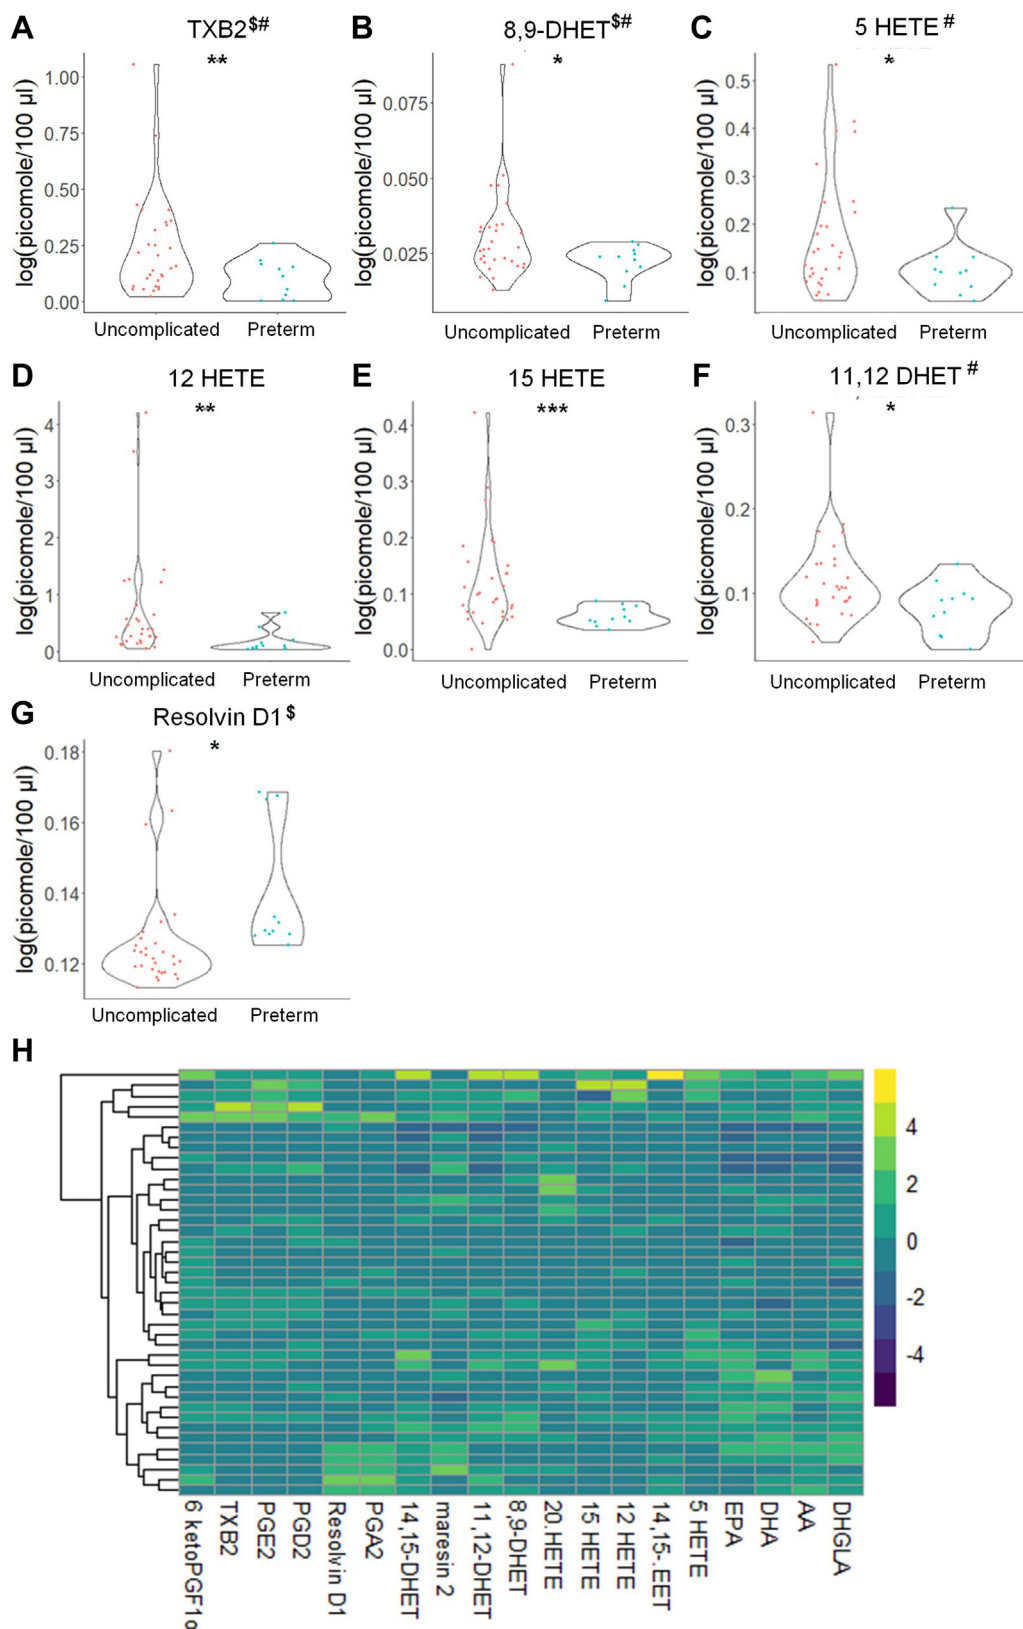 A
TXB2$#
**
log(picomole/100 µl)
1.00
0.75
0.50
0.25
0.00
Uncomplicated
Preterm
B
8,9-DHET$#
*
log(picomole/100 µl)
0.075
0.050
0.025
Uncomplicated
Preterm
C
5 HETE #
*
log(picomole/100 µl)
0.5
0.4
0.3
0.2
0.1
Uncomplicated
Preterm
D
12 HETE
**
log(picomole/100 µl)
4
3
2
1
0
Uncomplicated
Preterm
E
15 HETE
***
log(picomole/100 µl)
0.4
0.3
0.2
0.1
0.0
Uncomplicated
Preterm
F
11,12 DHET #
*
log(picomole/100 µl)
0.3
0.2
0.1
Uncomplicated
Preterm
G
Resolvin D1$
*
log(picomole/100 µl)
0.18
0.16
0.14
0.12
Uncomplicated
Preterm
H
4
2
0
-2
-4
6 ketoPGF1α
TXB2
PGE2
PGD2
Resolvin D1
PGA2
14,15-DHET
maresin 2
11,12-DHET
8,9-DHET
20.HETE
15 HETE
12 HETE
14,15-.EET
5 HETE
EPA
DHA
AA
DHGLA